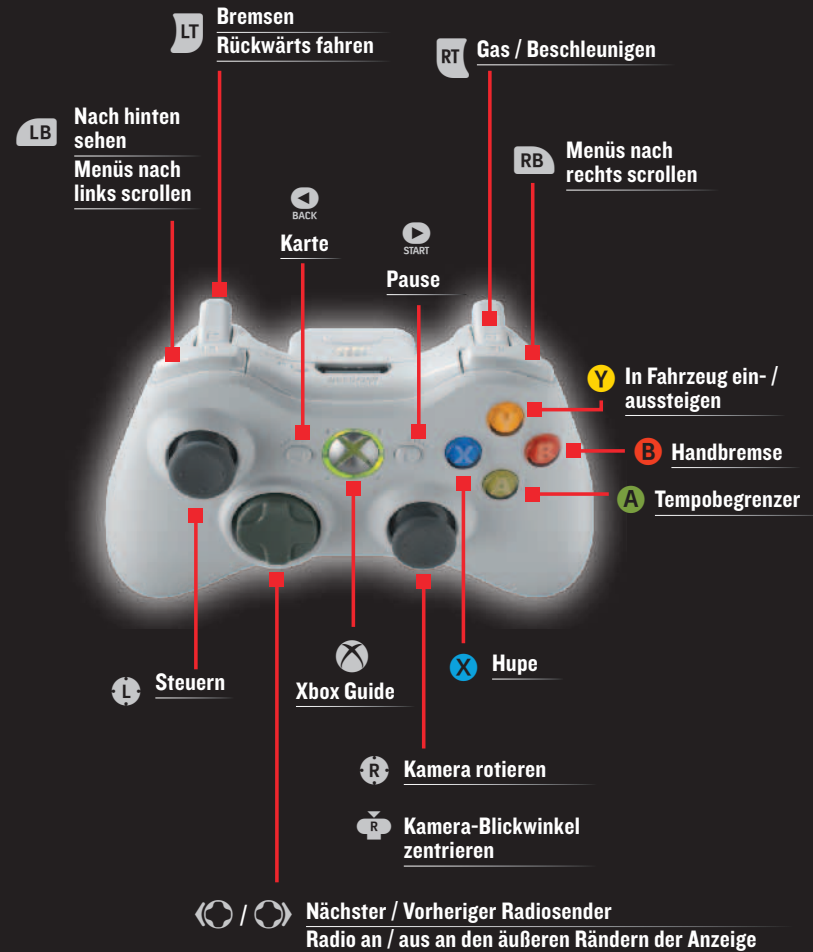 LT
Bremsen
Rückwärts fahren
RT
Gas / Beschleunigen
LB
Nach hinten
sehen
Menüs nach
links scrollen
RB
Menüs nach
rechts scrollen
BACK
Karte
START
Pause
Y
In Fahrzeug ein- /
aussteigen
B
Handbremse
A
Tempobegrenzer
Y
X
B
A
L
Steuern
Xbox Guide
X
Hupe
R
Kamera rotieren
R
Kamera-Blickwinkel
zentrieren
/
Nächster / Vorheriger Radiosender
Radio an / aus an den äußeren Rändern der Anzeige